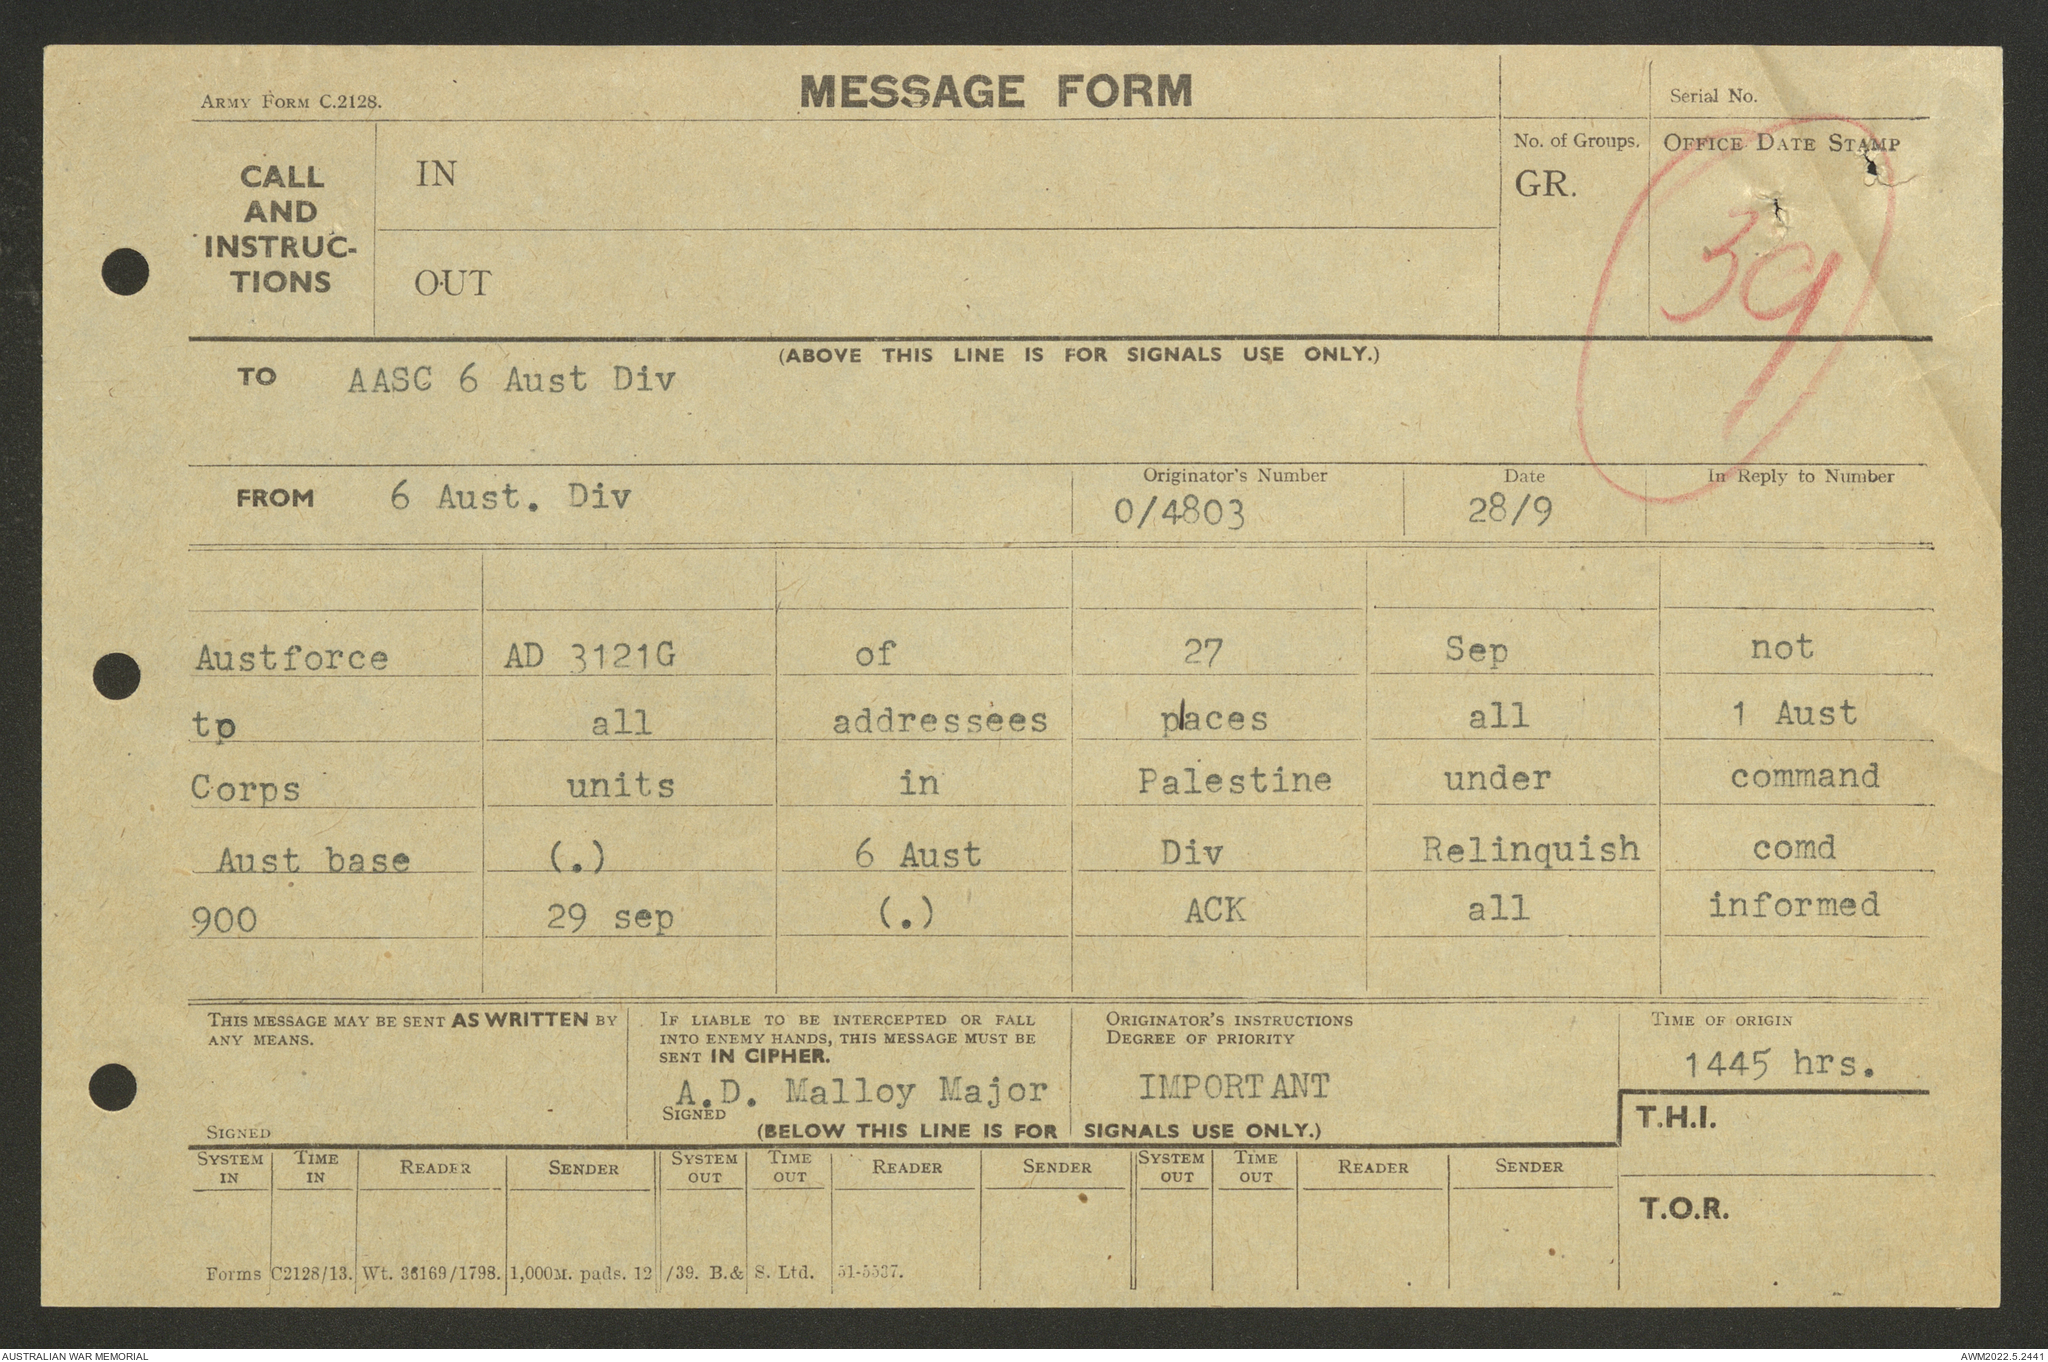 ARMY FORM C.2128.
MESSAGE FORM
Serial No.
CALL
AND
INSTRUC-
TIONS
IN
OUT
No. of Groups.
GR.
OFFICE DATE STAMP
39
(ABOVE THIS LINE IS FOR SIGNALS USE ONLY.)
TO AASC 6 Aust Div
FROM 6 Aust. Div
Originator's Number
0/4803
Date
28/9
In Reply to Number
Austforce AD 3121G of 27 Sep not
tp all addressees places all 1 Aust
Corps units in Palestine under command
Aust base (.) 6 Aust Div Relinquish comd
900 29 sep (.) ACK all informed
THIS MESSAGE MAY BE SENT AS WRITTEN BY
ANY MEANS.
SIGNED
IF LIABLE TO BE INTERCEPTED OR FALL
INTO ENEMY HANDS, THIS MESSAGE MUST BE
SENT IN CIPHER.
A.D. Malloy Major
SIGNED
ORIGINATOR'S INSTRUCTIONS
DEGREE OF PRIORITY
IMPORTANT
TIME OF ORIGIN
1445 hrs.
(BELOW THIS LINE IS FOR SIGNALS USE ONLY.)
T.H.I.
T.O.R.
SYSTEM IN TIME IN READER SENDER SYSTEM OUT TIME OUT READER SENDER SYSTEM OUT TIME OUT READER SENDER
Forms C2128/13. Wt. 36169/1798. 1,000M. pads. 12/39. B.& S. Ltd. 51-5537.
AUSTRALIAN WAR MEMORIAL
AWM2022.5.2441